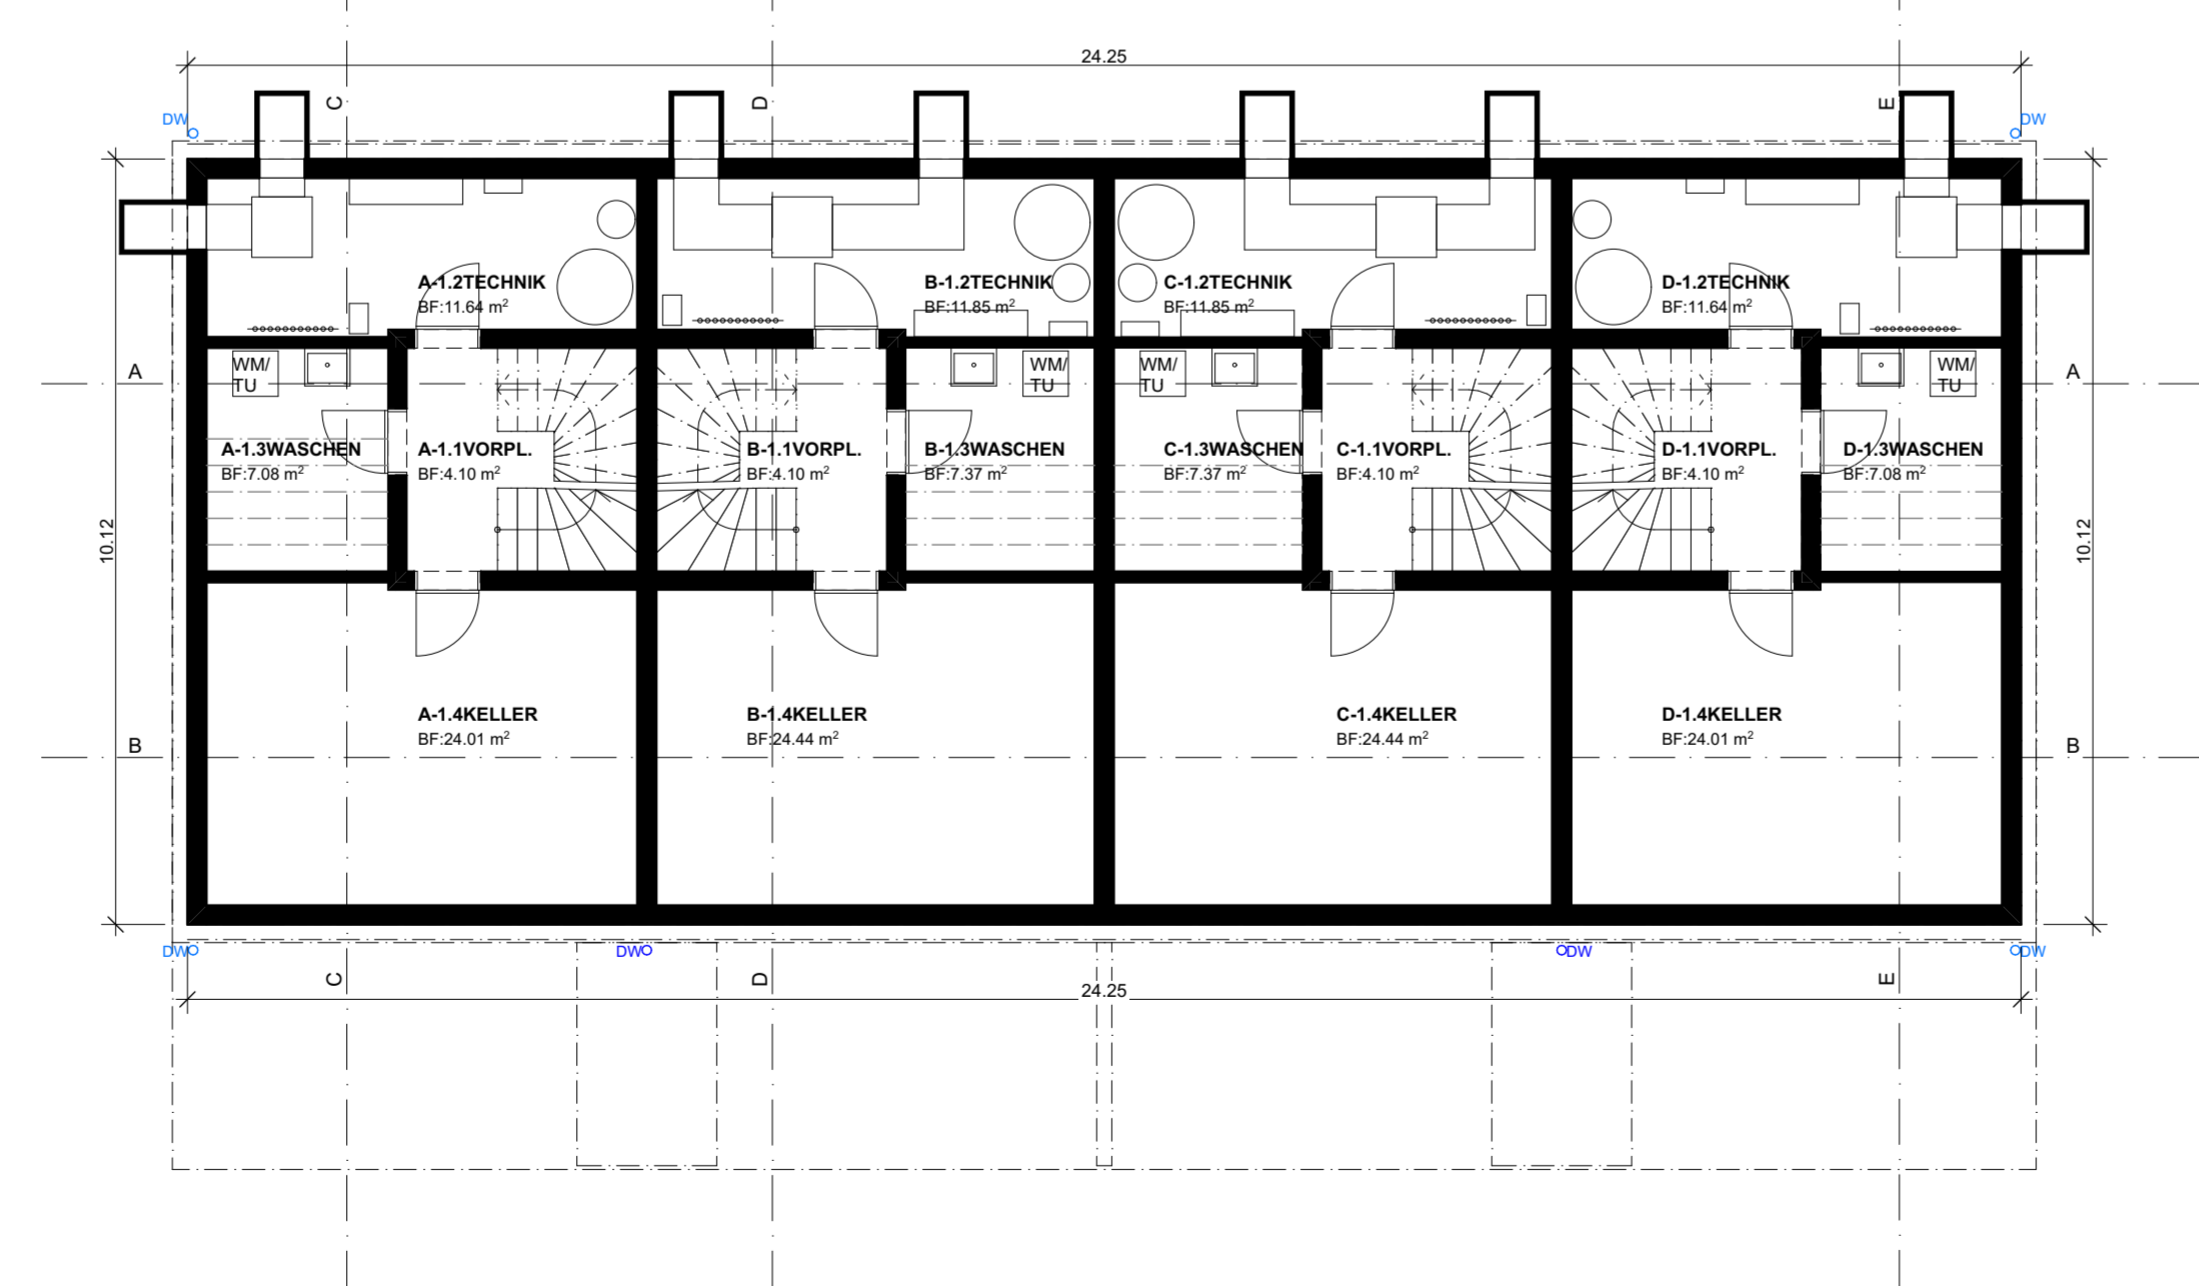 24.25
C
D
E
DW
DW
A-1.2TECHNIK
BF:11.64 m²
B-1.2TECHNIK
BF:11.85 m²
C-1.2TECHNIK
BF:11.85 m²
D-1.2TECHNIK
BF:11.64 m²
A
WM/
TU
WM/
TU
WM/
TU
WM/
TU
A
A-1.3WASCHEN
BF:7.08 m²
A-1.1VORPL.
BF:4.10 m²
B-1.1VORPL.
BF:4.10 m²
B-1.3WASCHEN
BF:7.37 m²
C-1.3WASCHEN
BF:7.37 m²
C-1.1VORPL.
BF:4.10 m²
D-1.1VORPL.
BF:4.10 m²
D-1.3WASCHEN
BF:7.08 m²
10.12
10.12
A-1.4KELLER
BF:24.01 m²
B-1.4KELLER
BF:24.44 m²
C-1.4KELLER
BF:24.44 m²
D-1.4KELLER
BF:24.01 m²
B
B
DW
DW
DW
DW
C
D
E
24.25